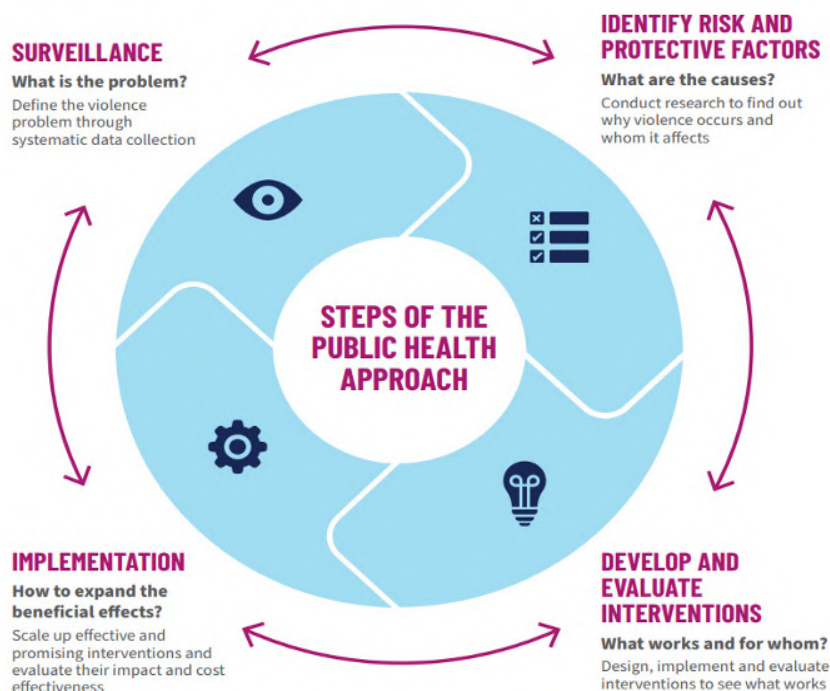 SURVEILLANCE
What is the problem?
Define the violence
problem through
systematic data collection
IDENTIFY RISK AND
PROTECTIVE FACTORS
What are the causes?
Conduct research to find out
why violence occurs and
whom it affects
STEPS OF THE
PUBLIC HEALTH
APPROACH
IMPLEMENTATION
How to expand the
beneficial effects?
Scale up effective and
promising interventions and
evaluate their impact and cost
effectiveness
DEVELOP AND
EVALUATE
INTERVENTIONS
What works and for whom?
Design, implement and evaluate
interventions to see what works